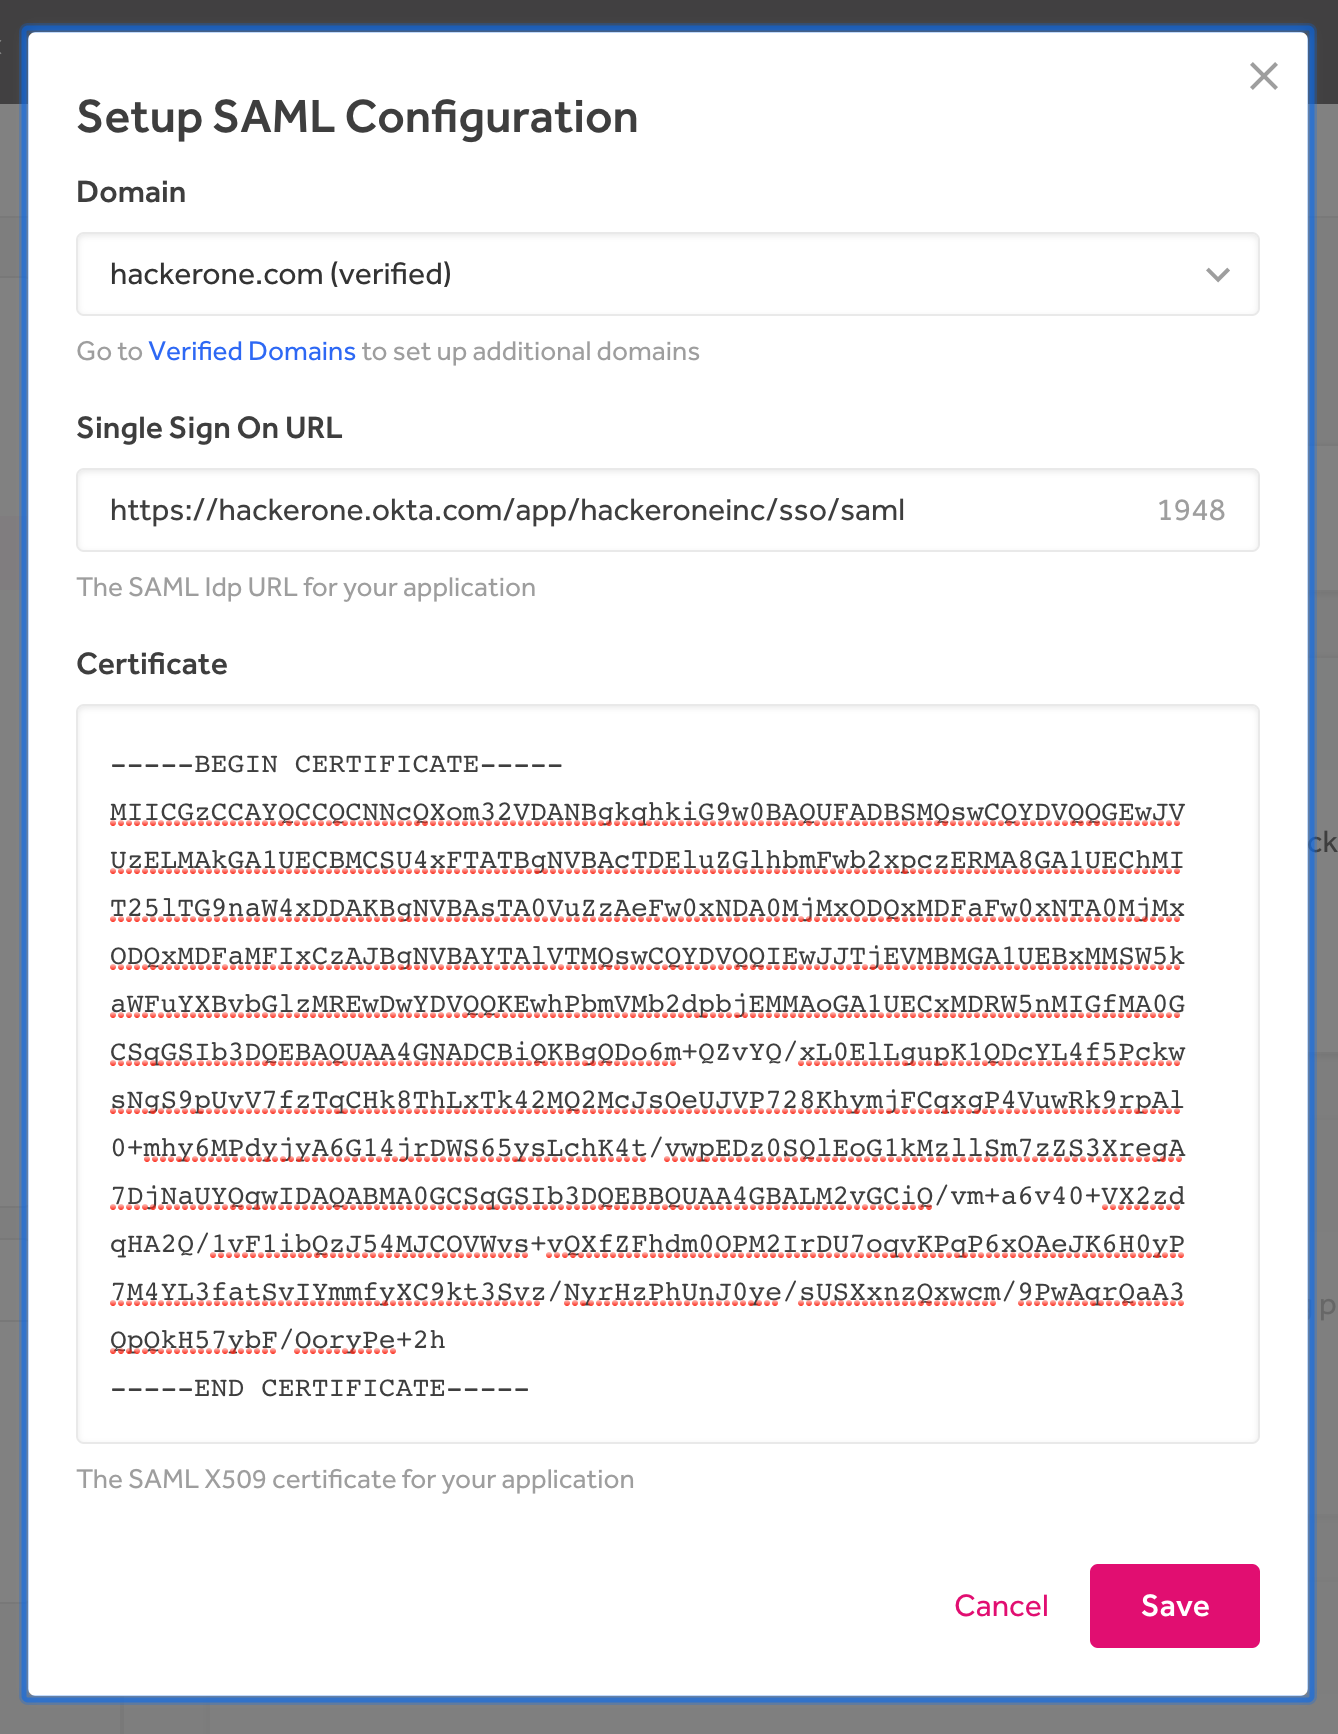 Setup SAML Configuration
Domain
hackerone.com (verified)
Go to Verified Domains to set up additional domains
Single Sign On URL
https://hackerone.okta.com/app/hackeroneinc/sso/saml 1948
The SAML Idp URL for your application
Certificate
-----BEGIN CERTIFICATE-----
MIICGzCCAYQCCQCNNcQXom32VDANBgkqhkiG9w0BAQUFADBSMQswCQYDVQQGEwJV
UzELMAkGA1UECBMCSU4xFTATBgNVBAcTDEluZGlhbmFwb2xpczERMA8GA1UEChMI
T25lTG9naW4xDDAKBgNVBAsTA0VuZzAeFw0xNDA0MjMxODQxMDFaFw0xNTA0MjMx
ODQxMDFaMFIxCzAJBgNVBAYTAlVTMQswCQYDVQQIEwJJTjEVMBMGA1UEBxMMSW5k
aWFuYXBvbGlzMREwDwYDVQQKEwhPbmVMb2dpbjEMMAoGA1UECxMDRW5nMIGfMA0G
CSqGSIb3DQEBAQUAA4GNADCBiQKBgQDo6m+QZvYQ/xL0ElLgupK1QDcYL4f5Pckw
sNgS9pUvV7fzTqCHk8ThLxTk42MQ2McJsOeUJVP728KhymjFCqxgP4VuwRk9rpAl
0+mhy6MPdyjyA6G14jrDWS65ysLchK4t/vwpEDz0SQlEoG1kMzllSm7zZS3XregA
7DjNaUYQqwIDAQABMA0GCSqGSIb3DQEBBQUAA4GBALM2vGCiQ/vm+a6v40+VX2zd
qHA2Q/1vF1ibQzJ54MJCOVWvs+vQXfZFhdm0OPM2IrDU7oqvKPqP6xOAeJK6H0yP
7M4YL3fatSvIYmmfyXC9kt3Svz/NyrHzPhUnJ0ye/sUSXxnzQxwcm/9PwAqrQaA3
QpQkH57ybF/OoryPe+2h
-----END CERTIFICATE-----
The SAML X509 certificate for your application
Cancel
Save
ck
p